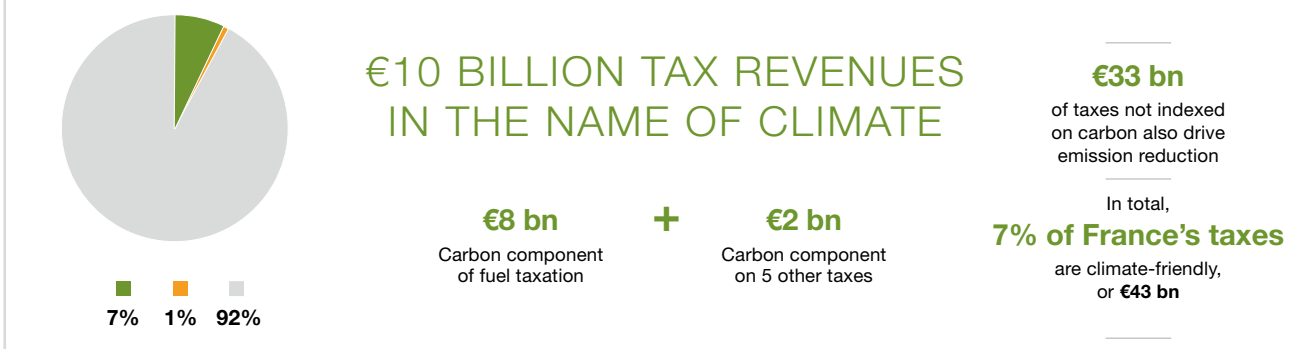 €10 BILLION TAX REVENUES
IN THE NAME OF CLIMATE
€8 bn
Carbon component
of fuel taxation
+
€2 bn
Carbon component
on 5 other taxes
€33 bn
of taxes not indexed
on carbon also drive
emission reduction
In total,
7% of France’s taxes
are climate-friendly,
or €43 bn
7% 1% 92%